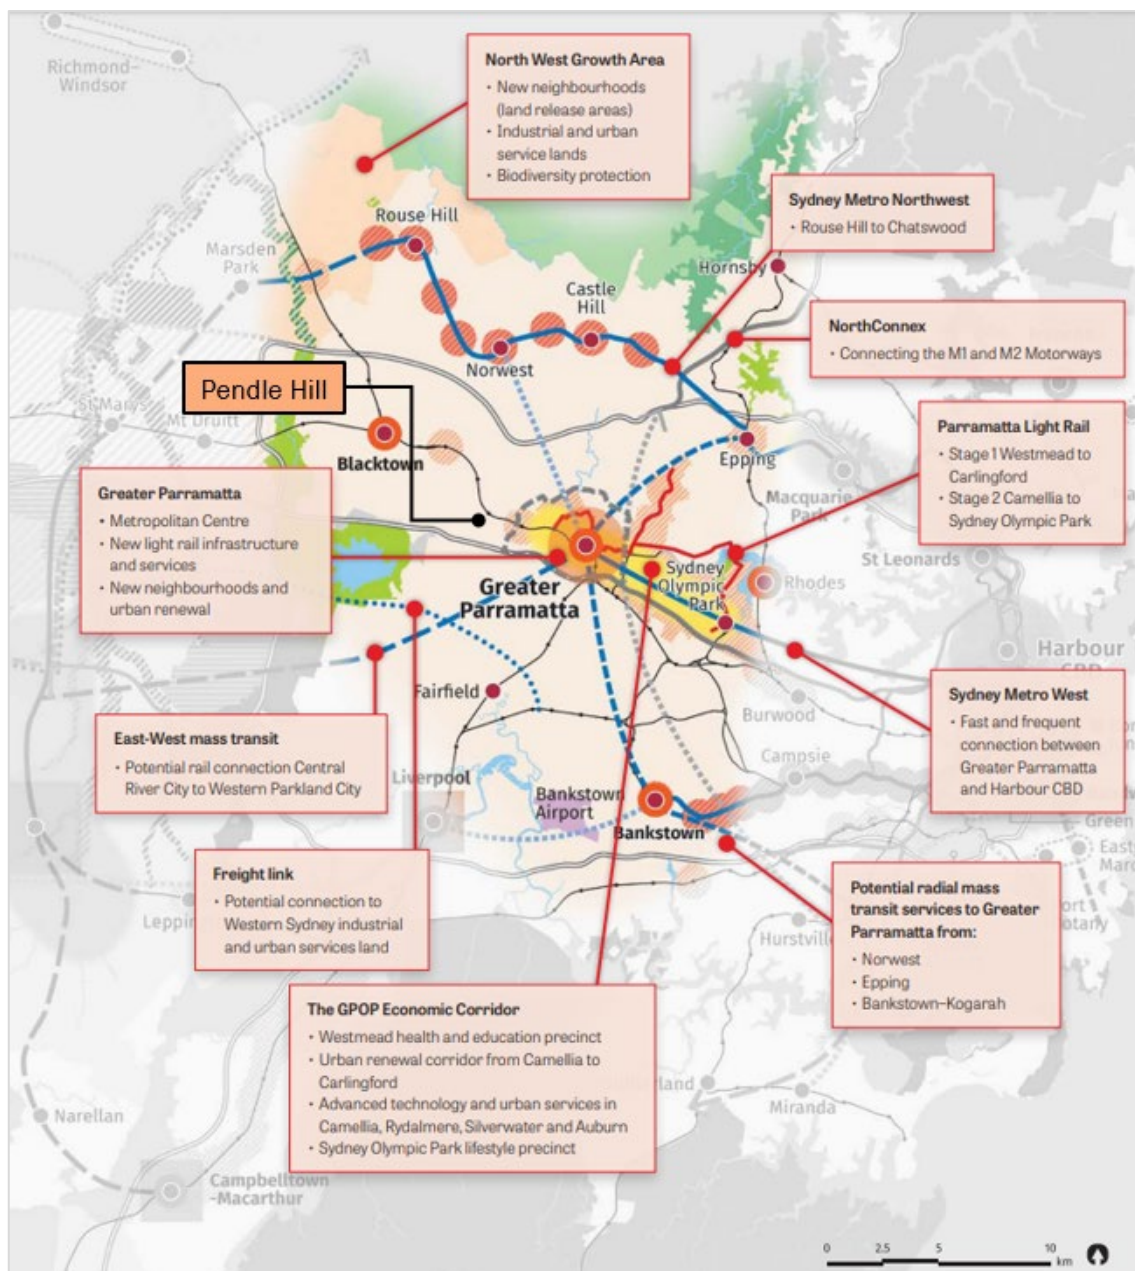 Richmond–
Windsor
North West Growth Area
• New neighbourhoods
(land release areas)
• Industrial and urban
service lands
• Biodiversity protection
Sydney Metro Northwest
• Rouse Hill to Chatswood
Rouse Hill
Marsden
Park
Hornsby
Castle
Hill
NorthConnex
• Connecting the M1 and M2 Motorways
Norwest
Pendle Hill
St Marys
Mt Druitt
Blacktown
Epping
Parramatta Light Rail
• Stage 1 Westmead to
Carlingford
• Stage 2 Camellia to
Sydney Olympic Park
Macquarie
Park
Greater Parramatta
• Metropolitan Centre
• New light rail infrastructure
and services
• New neighbourhoods and
urban renewal
St Leonards
Greater
Parramatta
Sydney
Olympic
Park
Rhodes
Harbour
CBD
Fairfield
Burwood
Sydney Metro West
• Fast and frequent
connection between
Greater Parramatta
and Harbour CBD
East-West mass transit
• Potential rail connection Central
River City to Western Parkland City
Campsie
Liverpool
Bankstown
Airport
Bankstown
Green
East
Freight link
• Potential connection to
Western Sydney industrial
and urban services land
Lepping
Potential radial mass
transit services to Greater
Parramatta from:
• Norwest
• Epping
• Bankstown–Kogarah
ort
otany
Hurstville
The GPOP Economic Corridor
• Westmead health and education precinct
• Urban renewal corridor from Camellia to
Carlingford
• Advanced technology and urban services in
Camellia, Rydalmere, Silverwater and Auburn
• Sydney Olympic Park lifestyle precinct
erland
Miranda
Narellan
Campbelltown
–Macarthur
0 2.5 5 10
km